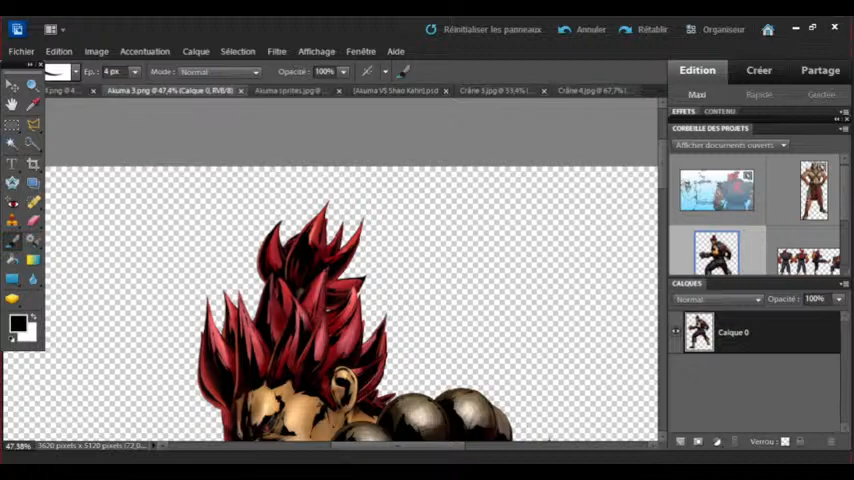 Réinitialiser les panneaux. Annuler Rétablir Organiseur
Fichier Edition Image Accentuation Calque Sélection Filtre Affichage Fenêtre Aide
Ep.: 4 px Mode: Normal Opacité: 100%
Edition Créer Partage
F.png @ 4 Akuma 3.png @ 47,4% (Calque 0, RVB/8) Akuma sprites.jpg @ (Akuma VS Shao Kahn).psd Crâne 3.jpg @ 53,4% ( Crâne 4.jpg @ 67,7% (
Maxi Rapide Guidée
EFFETS CONTENU
CORBEILLE DES PROJETS
Afficher documents ouverts
CALQUES
Normal Opacité: 100%
Calque 0
Verrou:
47,38% 3620 pixels x 5120 pixels (72,0